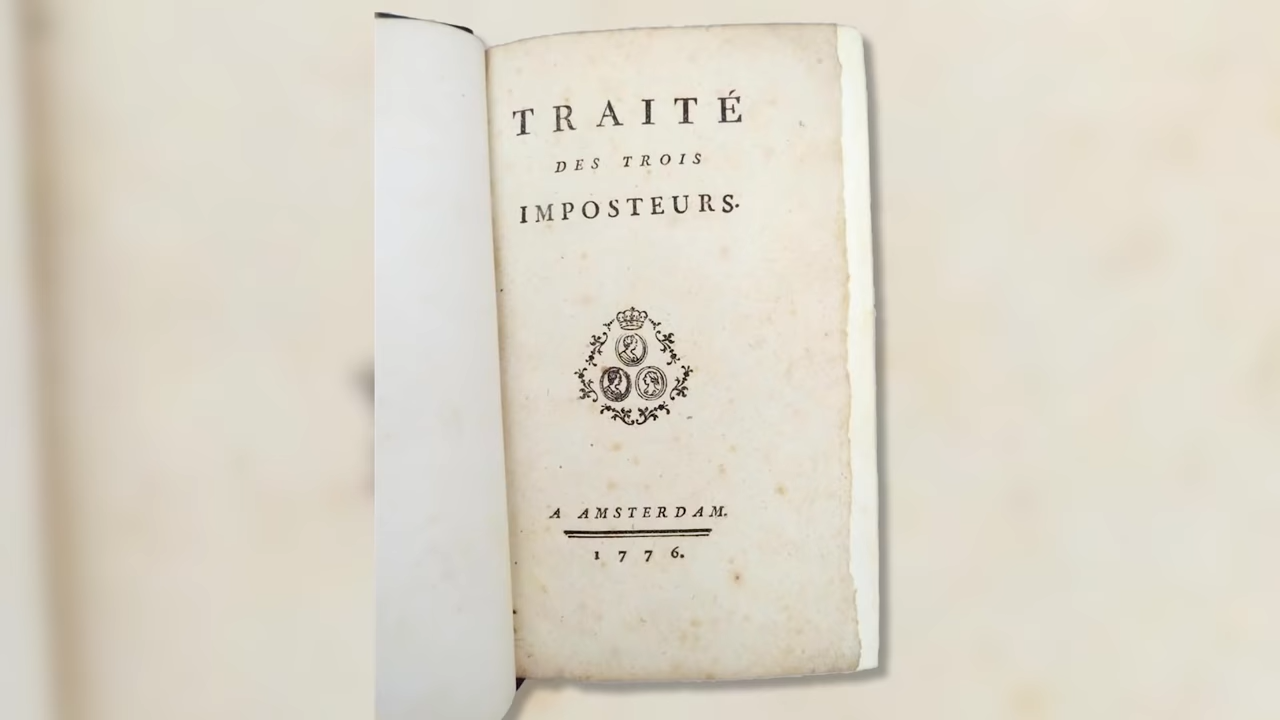 TRAITÉ
DES TROIS
IMPOSTEURS.
A AMSTERDAM.
1776.